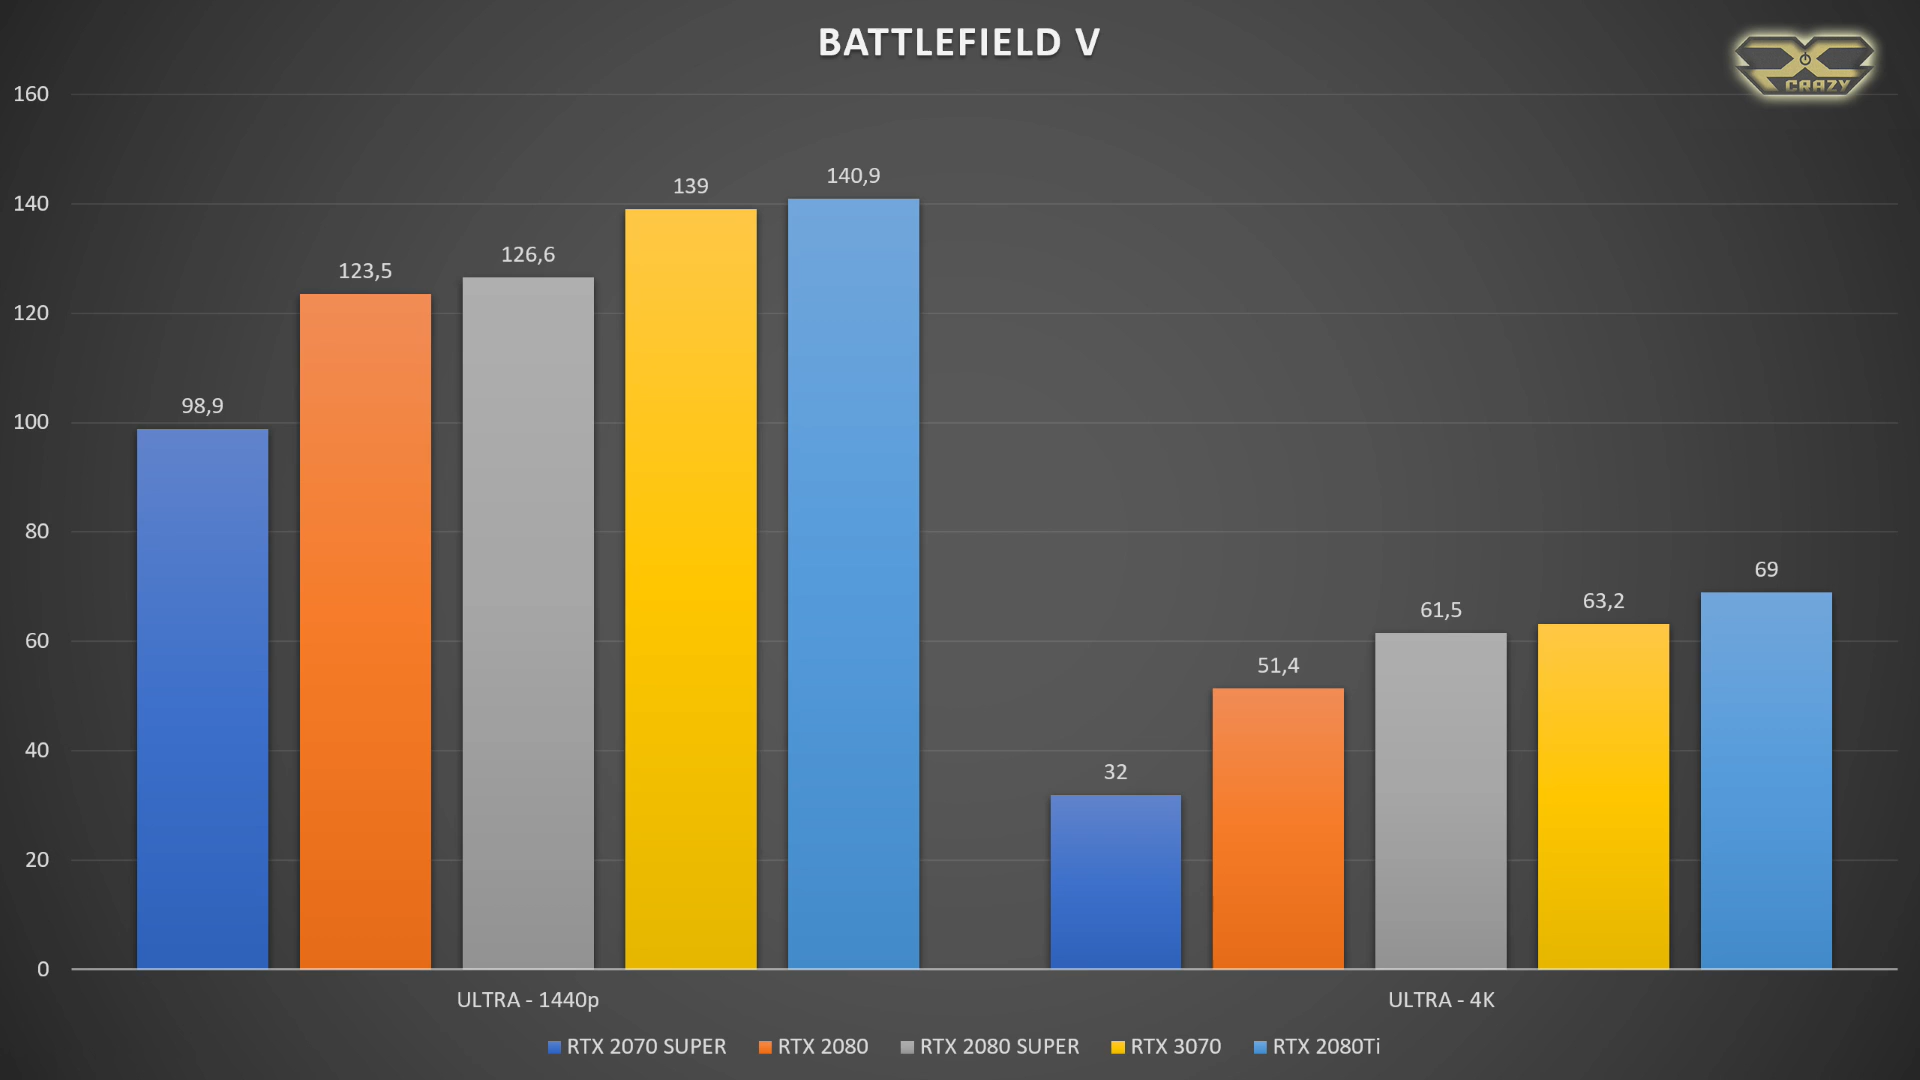 BATTLEFIELD V
CRAZY
160
140
120
100
80
60
40
20
0
98,9
123,5
126,6
139
140,9
32
51,4
61,5
63,2
69
ULTRA - 1440p
ULTRA - 4K
RTX 2070 SUPER
RTX 2080
RTX 2080 SUPER
RTX 3070
RTX 2080Ti